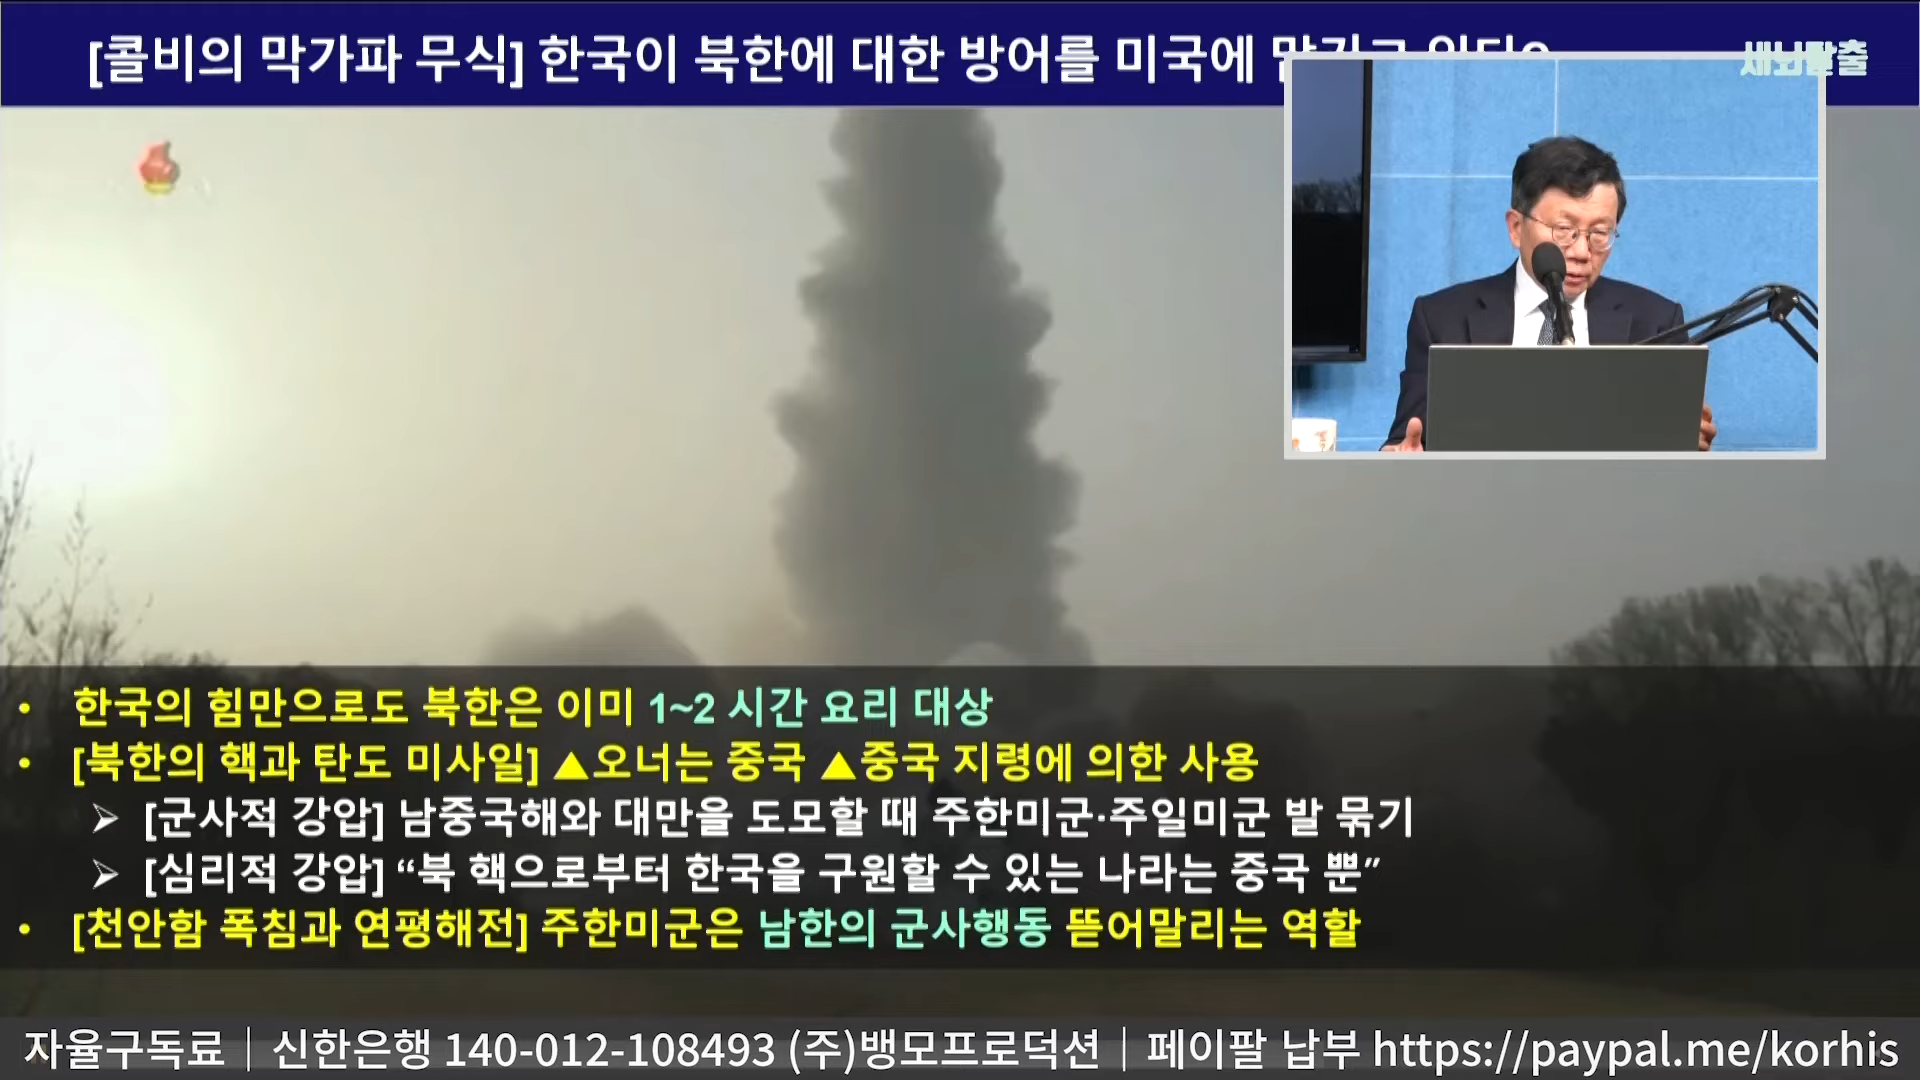 [콜비의 막가파 무식] 한국이 북한에 대한 방어를 미국에
세뇌탈출
• 한국의 힘만으로도 북한은 이미 1~2 시간 요리 대상
• [북한의 핵과 탄도 미사일] ▲오너는 중국 ▲중국 지령에 의한 사용
➢ [군사적 강압] 남중국해와 대만을 도모할 때 주한미군·주일미군 발 묶기
➢ [심리적 강압] “북 핵으로부터 한국을 구원할 수 있는 나라는 중국 뿐”
• [천안함 폭침과 연평해전] 주한미군은 남한의 군사행동 뜯어말리는 역할
자율구독료│신한은행 140-012-108493 (주)뱅모프로덕션│페이팔 납부 https://paypal.me/korhis